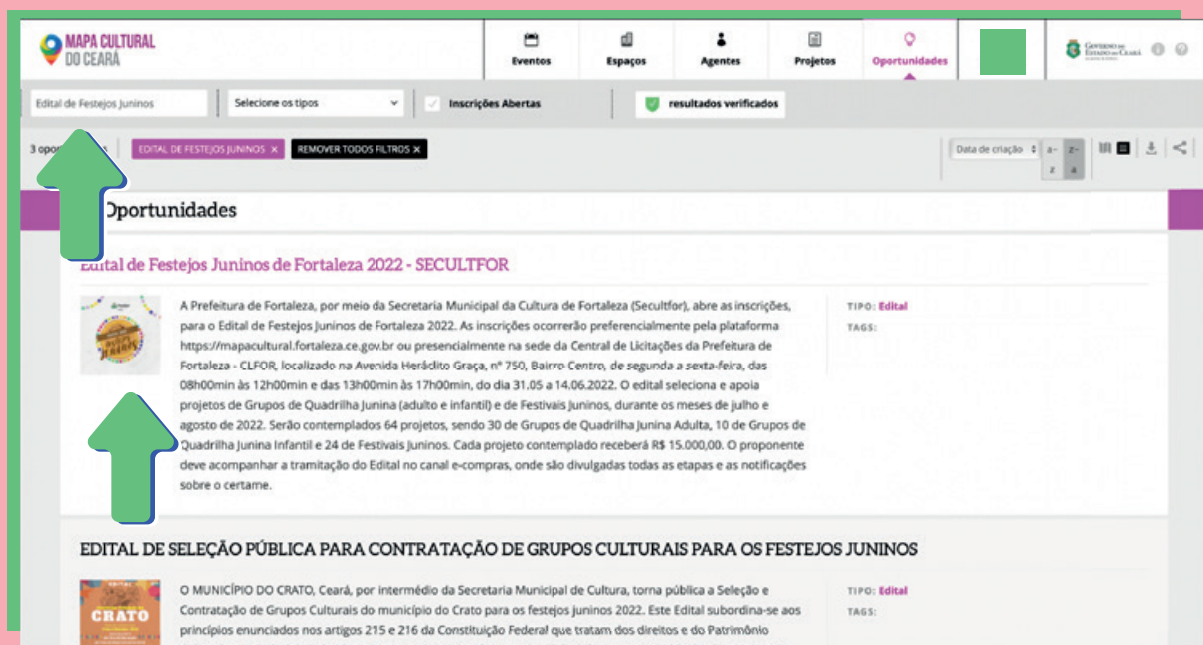 MAPA CULTURAL
DO CEARÁ
Eventos
Espaços
Agentes
Projetos
Oportunidades
GOVERNO DO
ESTADO DO CEARÁ
Edital de Festejos Juninos
Selecione os tipos
Inscrições Abertas
resultados verificados
3
EDITAL DE FESTEJOS JUNINOS X
REMOVER TODOS FILTROS X
Data de criação
a-
z
z-
a
Oportunidades
Edital de Festejos Juninos de Fortaleza 2022 - SECULTFOR
A Prefeitura de Fortaleza, por meio da Secretaria Municipal da Cultura de Fortaleza (Secultfor), abre as inscrições,
para o Edital de Festejos Juninos de Fortaleza 2022. As inscrições ocorrerão preferencialmente pela plataforma
https://mapacultural.fortaleza.ce.gov.br ou presencialmente na sede da Central de Licitações da Prefeitura de
Fortaleza - CLFOR, localizado na Avenida Herádito Graça, nº 750, Bairro Centro, de segunda a sexta-feira, das
08h00min às 12h00min e das 13h00min às 17h00min, do dia 31.05 a 14.06.2022. O edital seleciona e apoia
projetos de Grupos de Quadrilha Junina (adulto e infantil) e de Festivais Juninos, durante os meses de julho e
agosto de 2022. Serão contemplados 64 projetos, sendo 30 de Grupos de Quadrilha Junina Adulta, 10 de Grupos de
Quadrilha Junina Infantil e 24 de Festivais Juninos. Cada projeto contemplado receberá R$ 15.000,00. O proponente
deve acompanhar a tramitação do Edital no canal e-compras, onde são divulgadas todas as etapas e as notificações
sobre o certame.
TIPO: Edital
TAGS:
EDITAL DE SELEÇÃO PÚBLICA PARA CONTRATAÇÃO DE GRUPOS CULTURAIS PARA OS FESTEJOS JUNINOS
CRATO
O MUNICÍPIO DO CRATO, Ceará, por intermédio da Secretaria Municipal de Cultura, torna pública a Seleção e
Contratação de Grupos Culturais do município do Crato para os festejos juninos 2022. Este Edital subordina-se aos
princípios enunciados nos artigos 215 e 216 da Constituição Federal que tratam dos direitos e do Patrimônio
TIPO: Edital
TAGS: